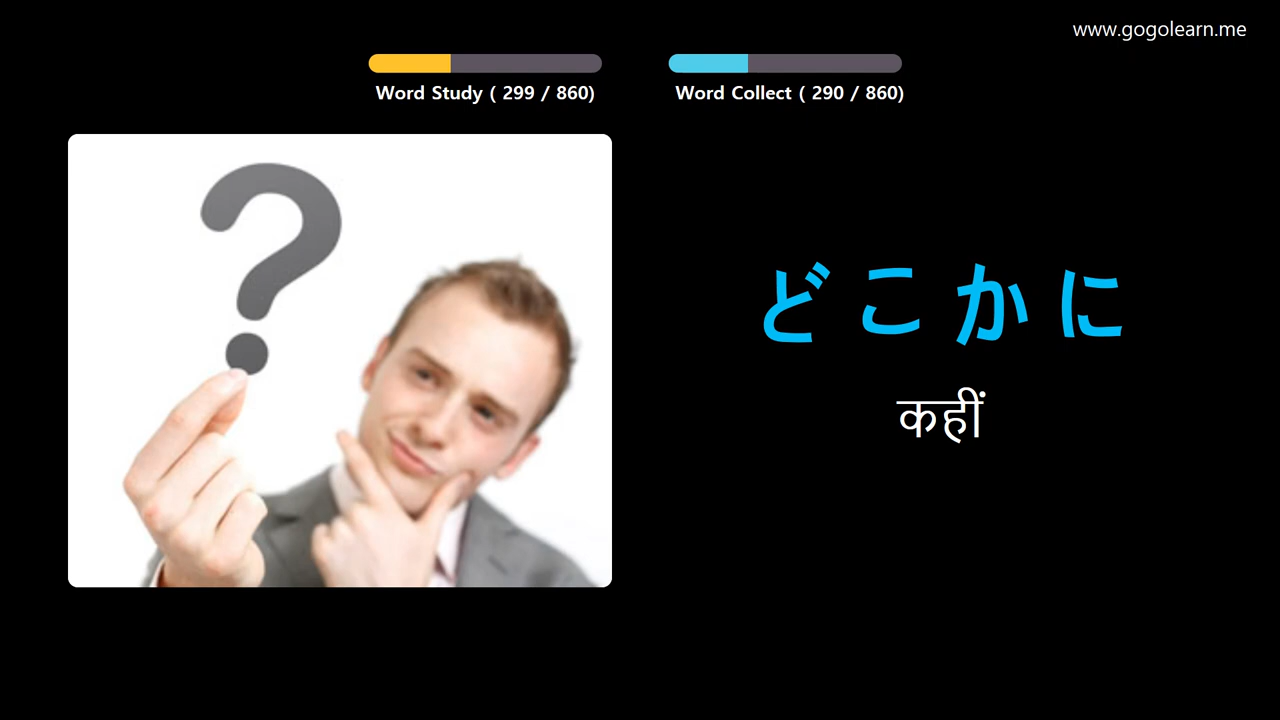 www.gogolearn.me
Word Study ( 299 / 860)
Word Collect ( 290 / 860)
?
どこかに
कहीं